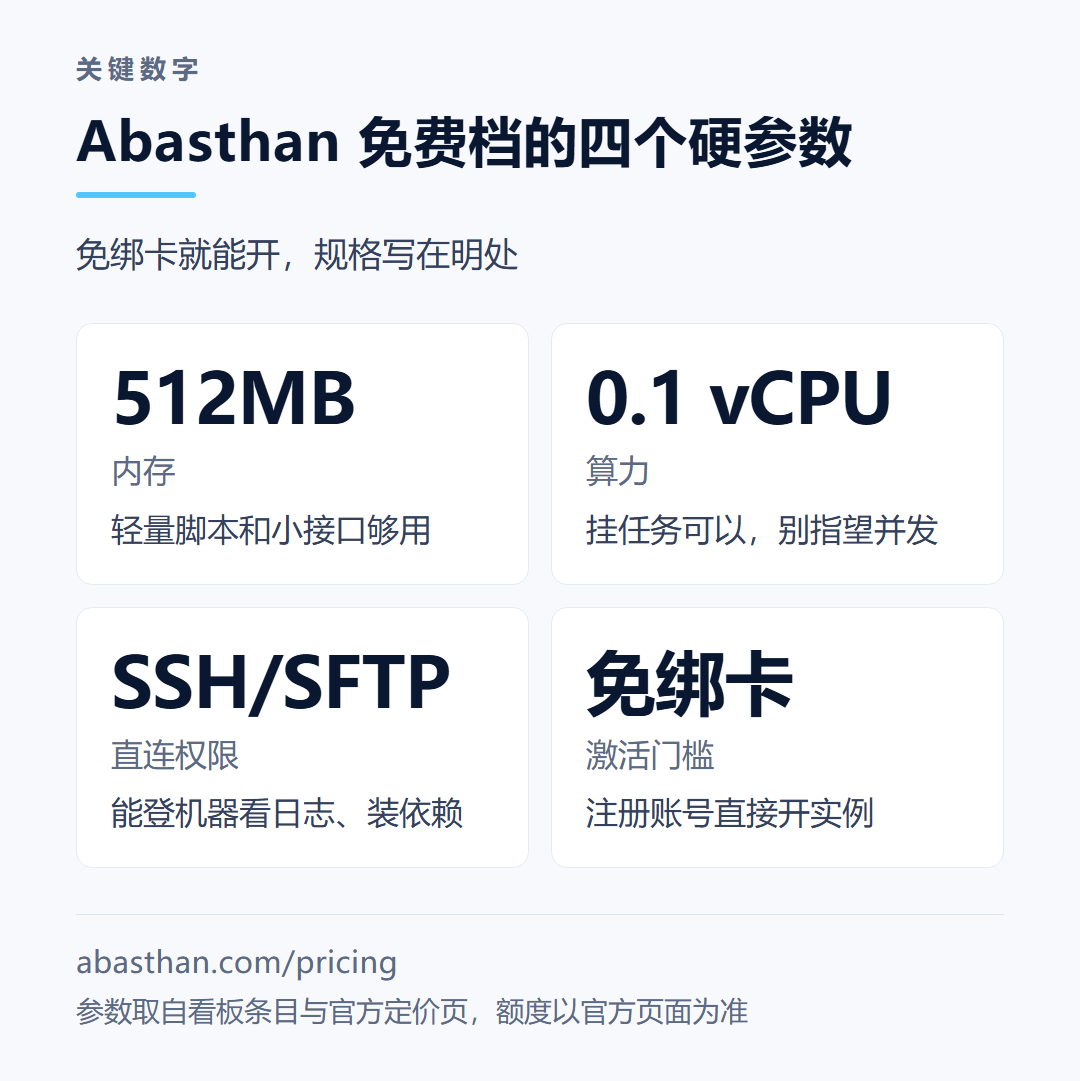 关键数字
Abasthan 免费档的四个硬参数
免绑卡就能开，规格写在明处
512MB
内存
轻量脚本和小接口够用
0.1 vCPU
算力
挂任务可以，别指望并发
SSH/SFTP
直连权限
能登机器看日志、装依赖
免绑卡
激活门槛
注册账号直接开实例
abasthan.com/pricing
参数取自看板条目与官方定价页，额度以官方页面为准